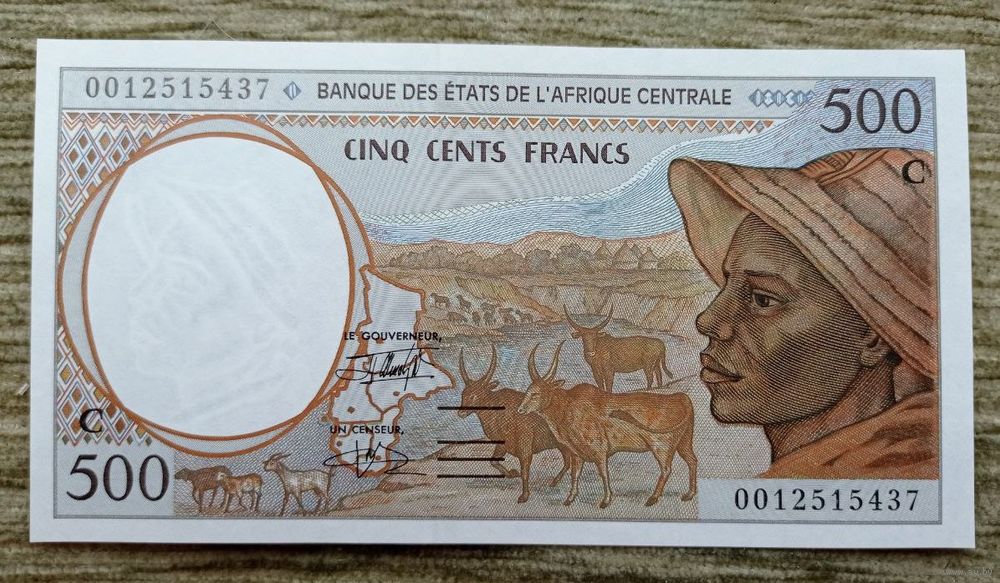 0012515437 BANQUE DES ÉTATS DE L'AFRIQUE CENTRALE 500
CINQ CENTS FRANCS
C
LE GOUVERNEUR,
C
UN CENSEUR,
500
0012515437